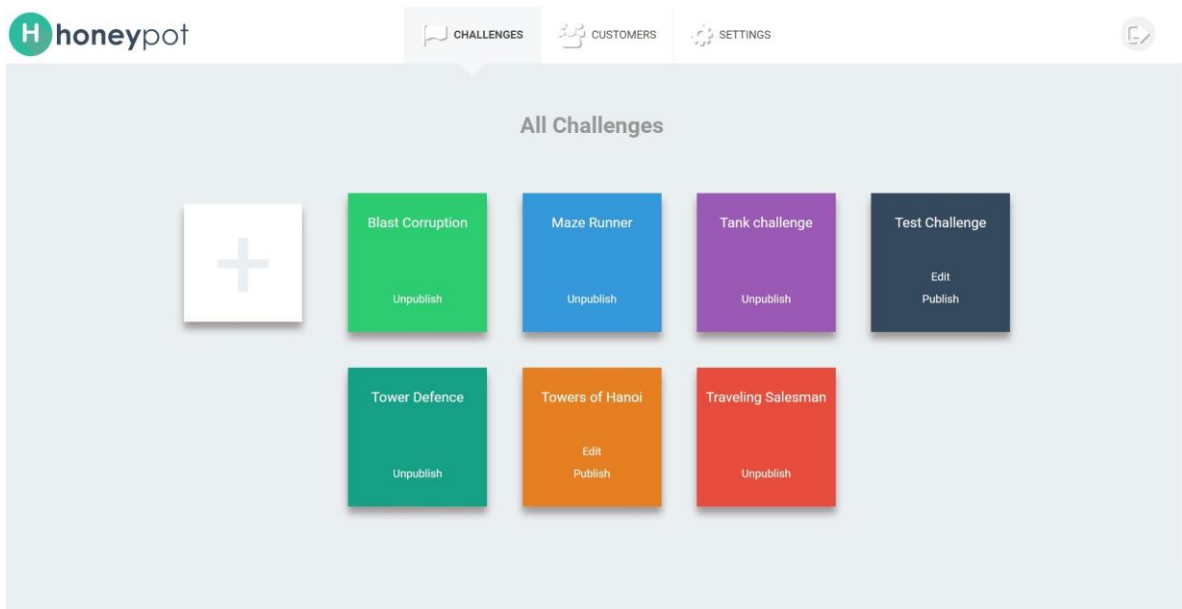 H honeypot
CHALLENGES
CUSTOMERS
SETTINGS
All Challenges
Blast Corruption
Unpublish
Maze Runner
Unpublish
Tank challenge
Unpublish
Test Challenge
Edit
Publish
Tower Defence
Unpublish
Towers of Hanoi
Edit
Publish
Traveling Salesman
Unpublish